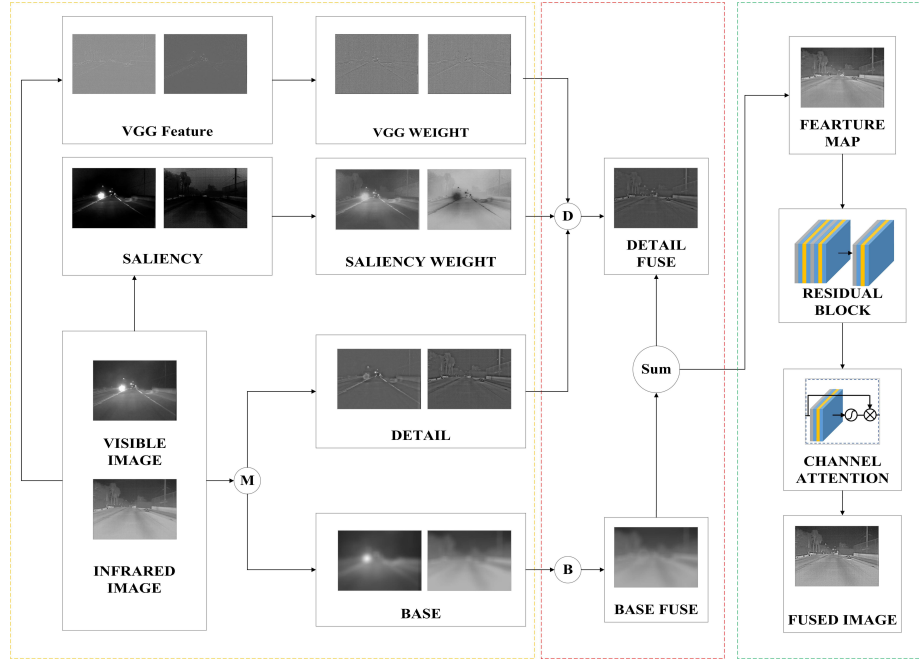 VGG Feature
VGG WEIGHT
FEARTURE
MAP
SALIENCY
SALIENCY WEIGHT
D
DETAIL
FUSE
RESIDUAL
BLOCK
VISIBLE
IMAGE
DETAIL
Sum
CHANNEL
ATTENTION
M
INFRARED
IMAGE
BASE
B
BASE FUSE
FUSED IMAGE